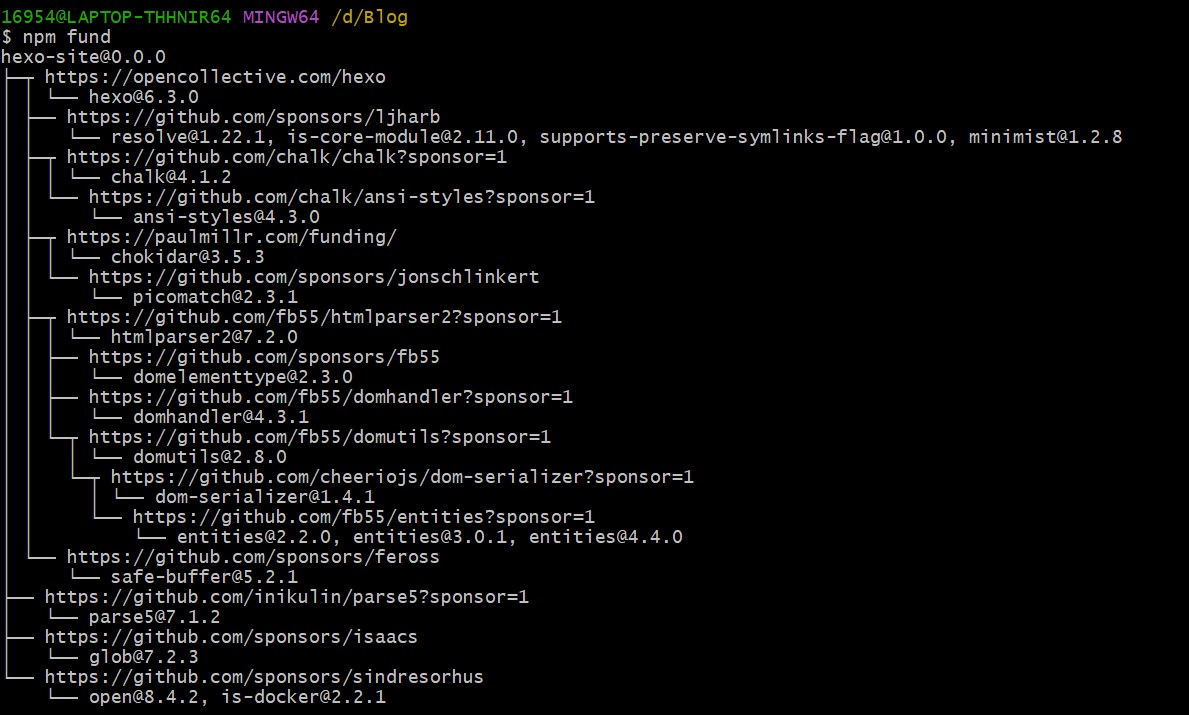 16954@LAPTOP-THHNIR64 MINGW64 /d/Blog
$ npm fund
hexo-site@0.0.0
├─┬ https://opencollective.com/hexo
│ │ └── hexo@6.3.0
│ ├── https://github.com/sponsors/ljharb
│ │   └── resolve@1.22.1, is-core-module@2.11.0, supports-preserve-symlinks-flag@1.0.0, minimist@1.2.8
│ ├─┬ https://github.com/chalk/chalk?sponsor=1
│ │ │ └── chalk@4.1.2
│ │ └── https://github.com/chalk/ansi-styles?sponsor=1
│ │     └── ansi-styles@4.3.0
│ ├─┬ https://paulmillr.com/funding/
│ │ │ └── chokidar@3.5.3
│ │ └── https://github.com/sponsors/jonschlinkert
│ │     └── picomatch@2.3.1
│ ├─┬ https://github.com/fb55/htmlparser2?sponsor=1
│ │ │ └── htmlparser2@7.2.0
│ │ ├── https://github.com/sponsors/fb55
│ │ │   └── domelementtype@2.3.0
│ │ ├── https://github.com/fb55/domhandler?sponsor=1
│ │ │   └── domhandler@4.3.1
│ │ └─┬ https://github.com/fb55/domutils?sponsor=1
│ │   │ └── domutils@2.8.0
│ │   └─┬ https://github.com/cheeriojs/dom-serializer?sponsor=1
│ │     │ └── dom-serializer@1.4.1
│ │     └── https://github.com/fb55/entities?sponsor=1
│ │         └── entities@2.2.0, entities@3.0.1, entities@4.4.0
│ └── https://github.com/sponsors/feross
│     └── safe-buffer@5.2.1
├── https://github.com/inikulin/parse5?sponsor=1
│   └── parse5@7.1.2
├── https://github.com/sponsors/isaacs
│   └── glob@7.2.3
└── https://github.com/sponsors/sindresorhus
    └── open@8.4.2, is-docker@2.2.1